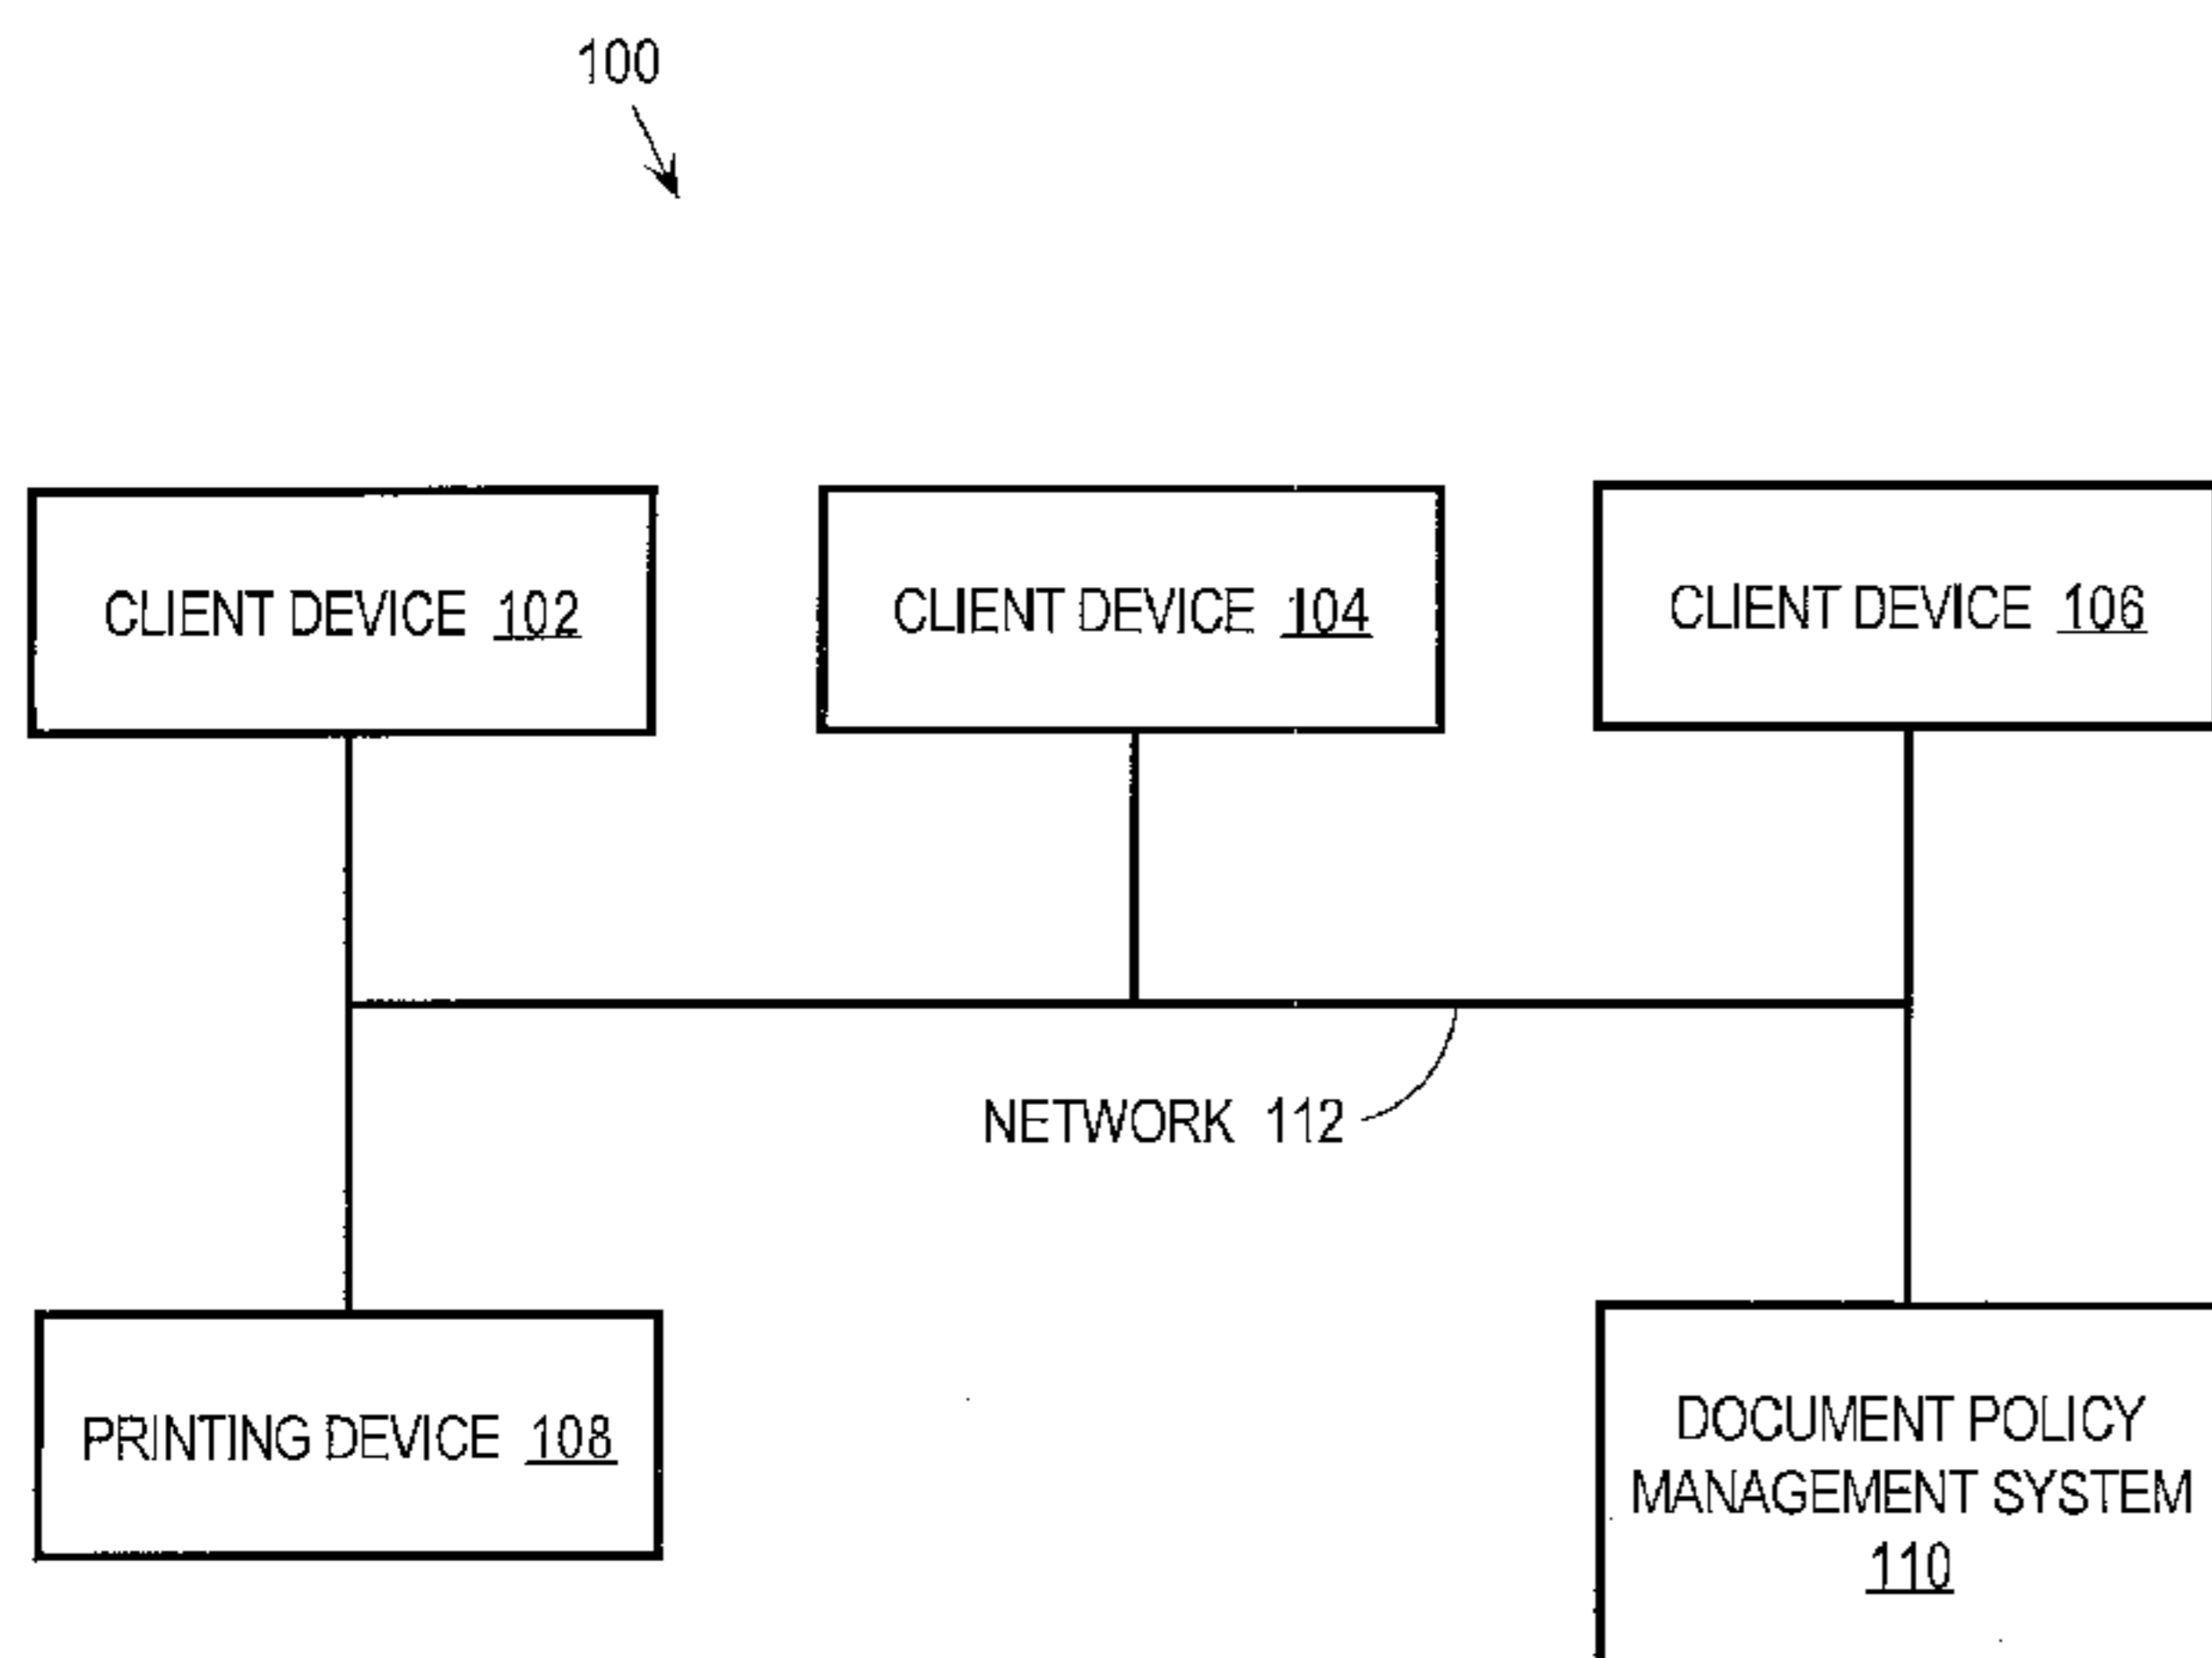 100
CLIENT DEVICE 102
CLIENT DEVICE 104
CLIENT DEVICE 106
NETWORK 112
PRINTING DEVICE 108
DOCUMENT POLICY
MANAGEMENT SYSTEM
110